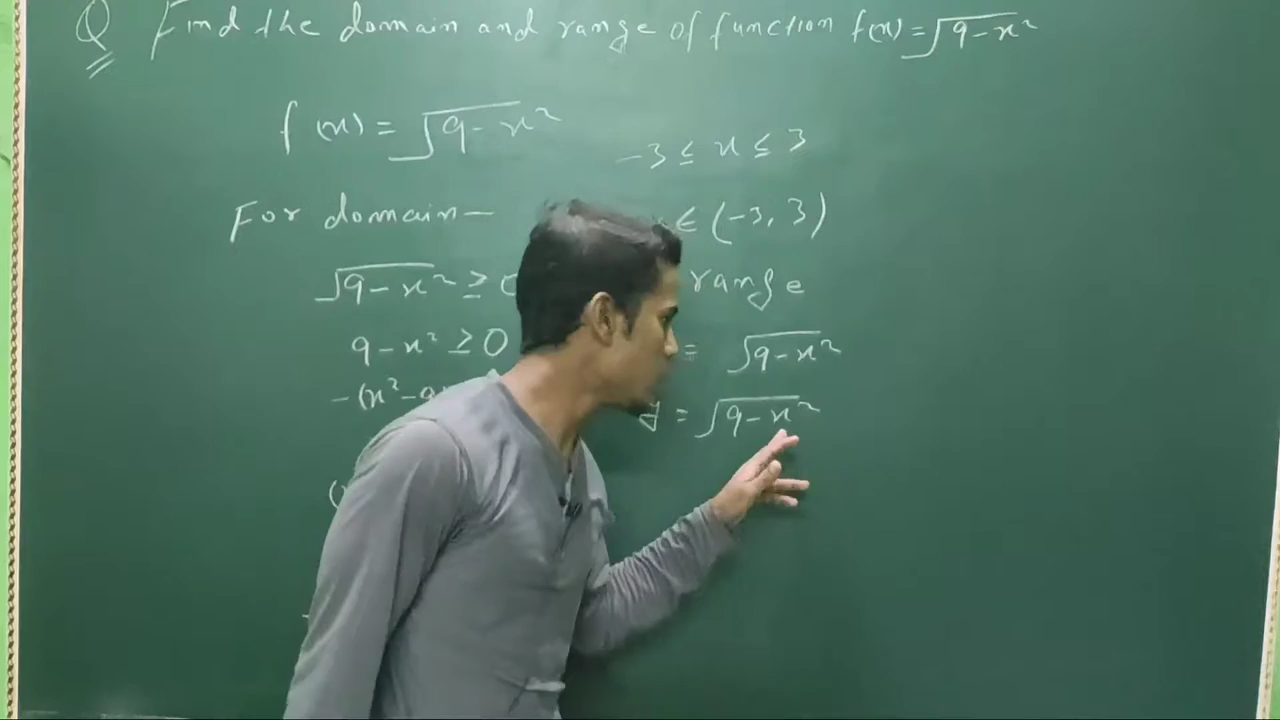 Q Find the domain and range of function f(x) = √9-x²
f(x) = √9-x²
For domain-
√9-x² ≥ 0
9-x² ≥ 0
-(x²-9
-3 ≤ x ≤ 3
∈ (-3, 3)
range
= √9-x²
y = √9-x²